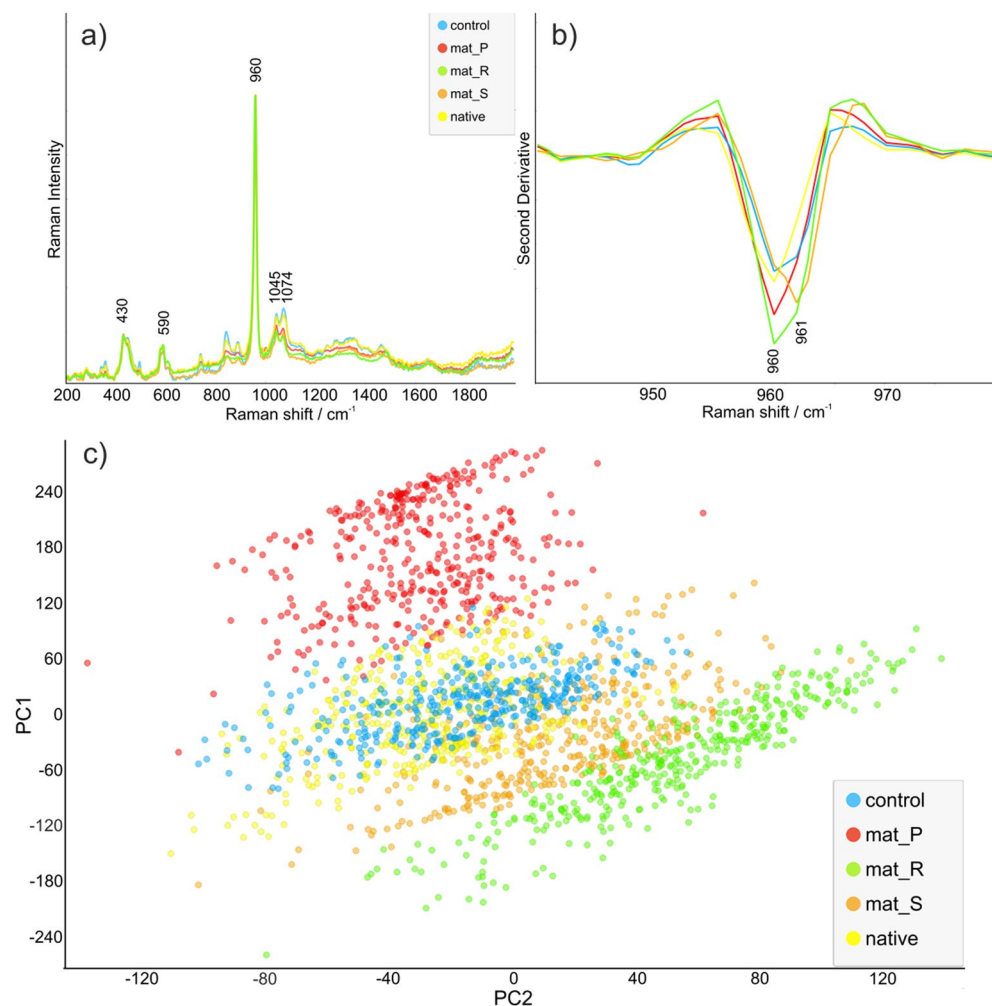 a)
Raman Intensity
430
590
960
1045
1074
control
mat_P
mat_R
mat_S
native
200 400 600 800 1000 1200 1400 1600 1800
Raman shift / cm⁻¹
b)
Second Derivative
960
961
950 960 970
Raman shift / cm⁻¹
c)
PC1
240
180
120
60
0
-60
-120
-180
-240
control
mat_P
mat_R
mat_S
native
-120 -80 -40 0 40 80 120
PC2